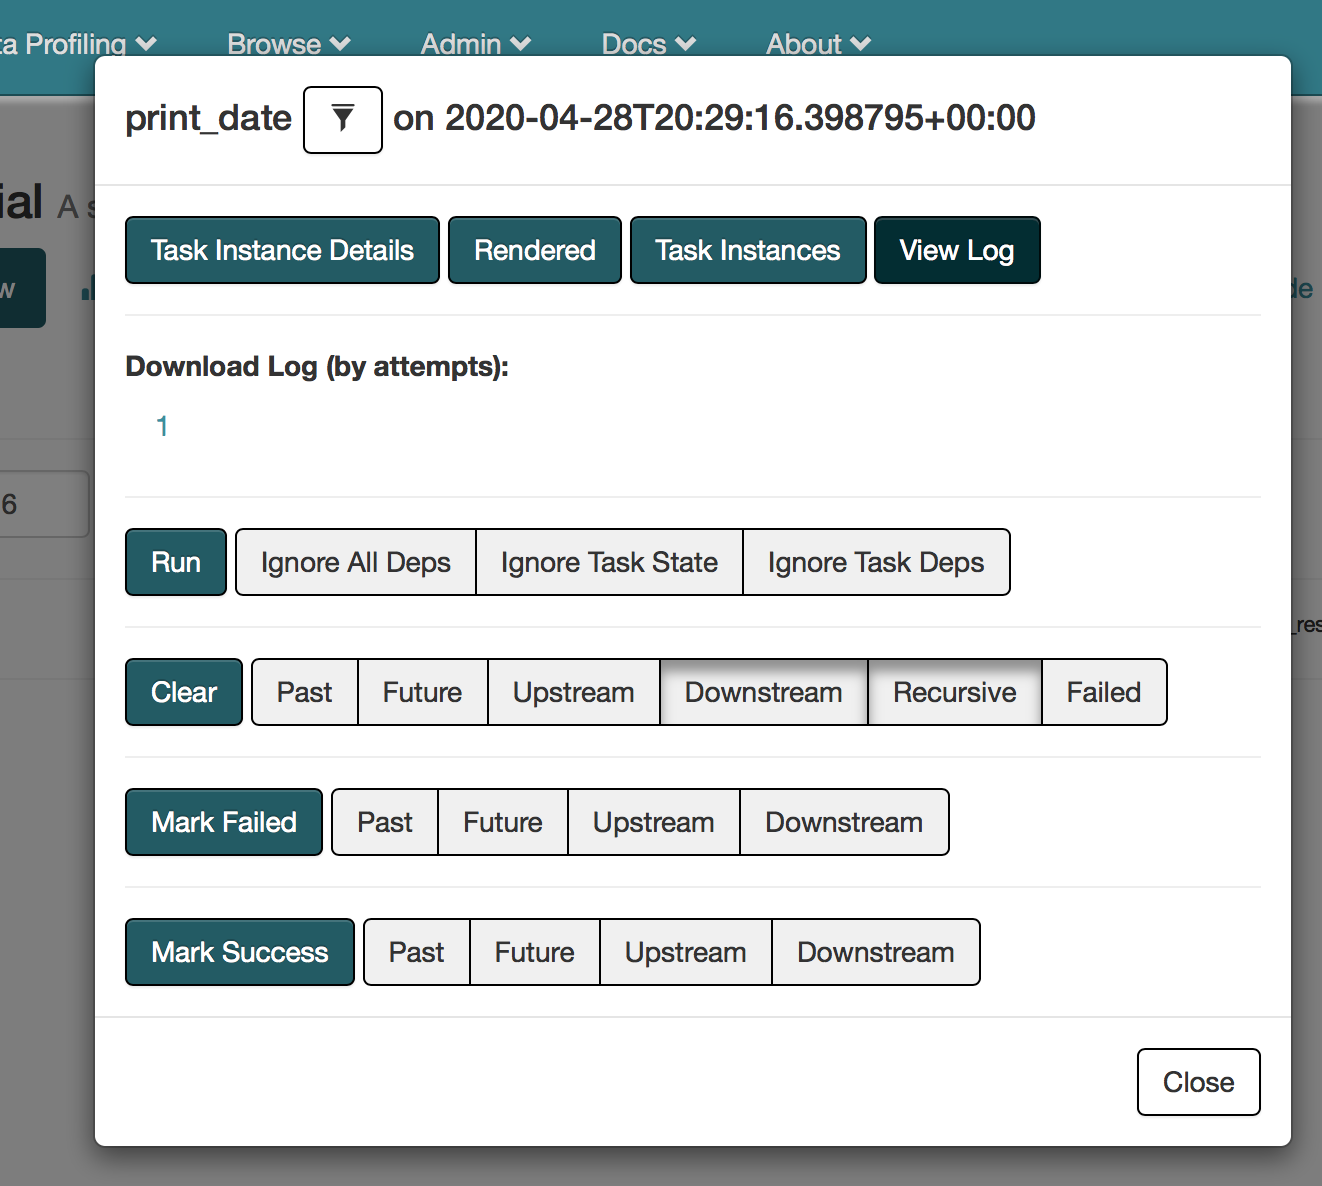 ta Profiling Browse Admin Docs About
print_date on 2020-04-28T20:29:16.398795+00:00
ial A s
Task Instance Details Rendered Task Instances View Log
w
de
Download Log (by attempts):
1
6
Run Ignore All Deps Ignore Task State Ignore Task Deps
_res
Clear Past Future Upstream Downstream Recursive Failed
Mark Failed Past Future Upstream Downstream
Mark Success Past Future Upstream Downstream
Close